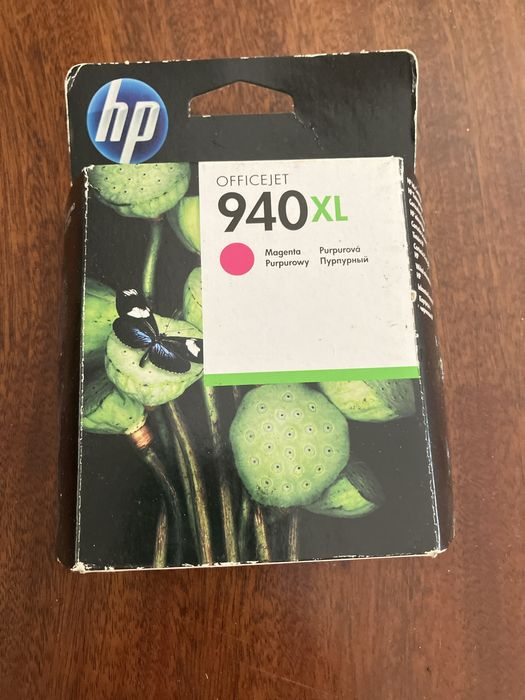 hp
OFFICEJET
940XL
Magenta Purpurová
Purpurowy Пурпурный